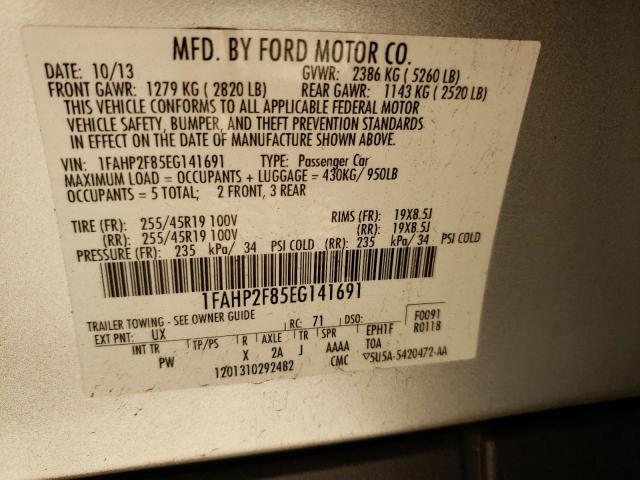 MFD. BY FORD MOTOR CO.
DATE: 10/13 GVWR: 2386 KG ( 5260 LB)
FRONT GAWR: 1279 KG ( 2820 LB) REAR GAWR: 1143 KG ( 2520 LB)
THIS VEHICLE CONFORMS TO ALL APPLICABLE FEDERAL MOTOR
VEHICLE SAFETY, BUMPER, AND THEFT PREVENTION STANDARDS
IN EFFECT ON THE DATE OF MANUFACTURE SHOWN ABOVE.
VIN: 1FAHP2F85EG141691 TYPE: Passenger Car
MAXIMUM LOAD = OCCUPANTS + LUGGAGE = 430KG/ 950LB
OCCUPANTS = 5 TOTAL; 2 FRONT, 3 REAR
TIRE (FR): 255/45R19 100V RIMS (FR): 19X8.5J
(RR): 255/45R19 100V (RR): 19X8.5J
PRESSURE (FR): 235 kPa/ 34 PSI COLD (RR): 235 kPa/ 34 PSI COLD
1FAHP2F85EG141691
TRAILER TOWING - SEE OWNER GUIDE
EXT PNT: UX RC: 71 DSO: F0091
R0118
INT TR TP/PS R AXLE TR SPR EPH1F
PW X 2A J AAAA TOA
1201310292482 CMC ▽5U5A-5420472-AA